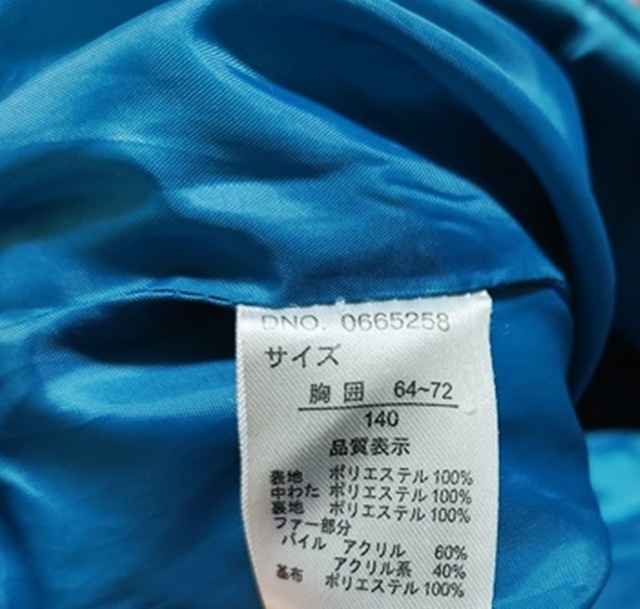 DNO. 0665258
サイズ
胸 囲 64~72
140
品質表示
表地 ポリエステル 100%
中わた ポリエステル 100%
裏地 ポリエステル 100%
ファー部分
パイル アクリル 60%
アクリル系 40%
基布 ポリエステル 100%